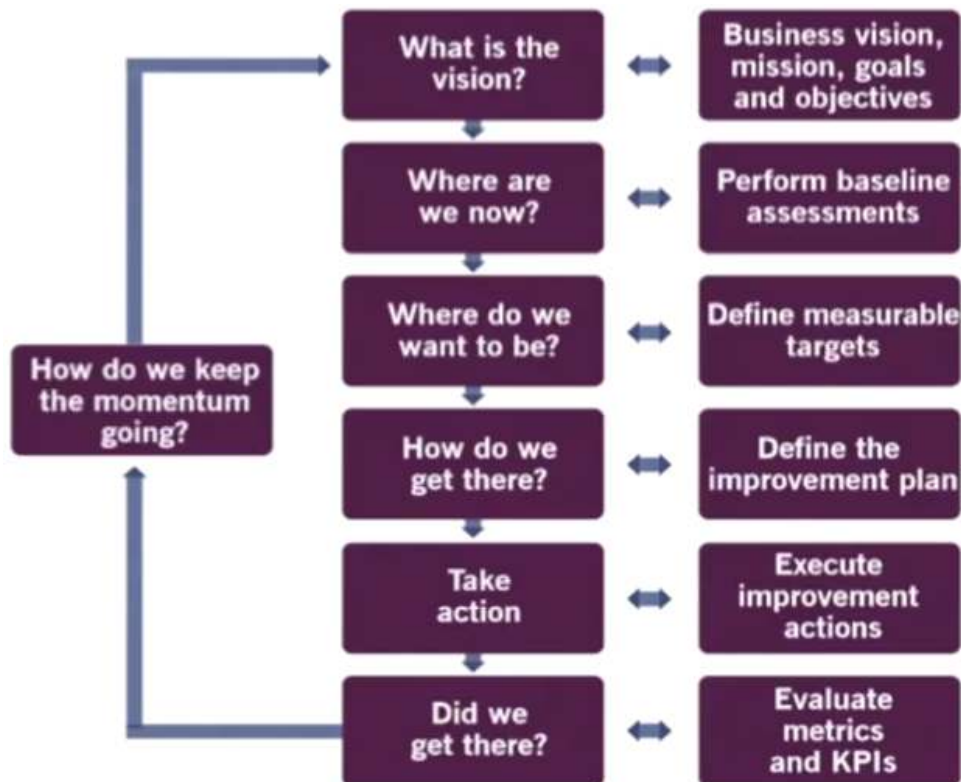 What is the
vision?
Business vision,
mission, goals
and objectives
Where are
we now?
Perform baseline
assessments
Where do we
want to be?
Define measurable
targets
How do we keep
the momentum
going?
How do we
get there?
Define the
improvement plan
Take
action
Execute
improvement
actions
Did we
get there?
Evaluate
metrics
and KPIs